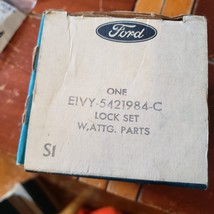 Ford
ONE
E1VY-5421984-C
LOCK SET
W,ATTG. PARTS
S1